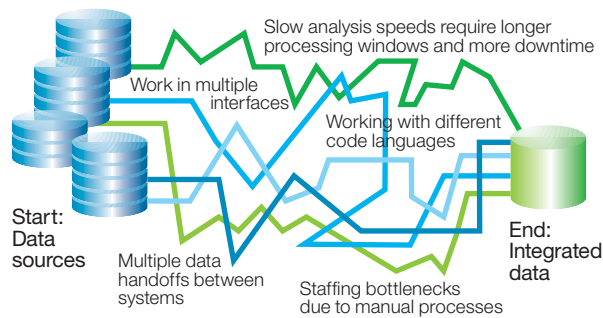 Slow analysis speeds require longer
processing windows and more downtime
Work in multiple
interfaces
Working with different
code languages
Start:
Data
sources
End:
Integrated
data
Multiple data
handoffs between
systems
Staffing bottlenecks
due to manual processes